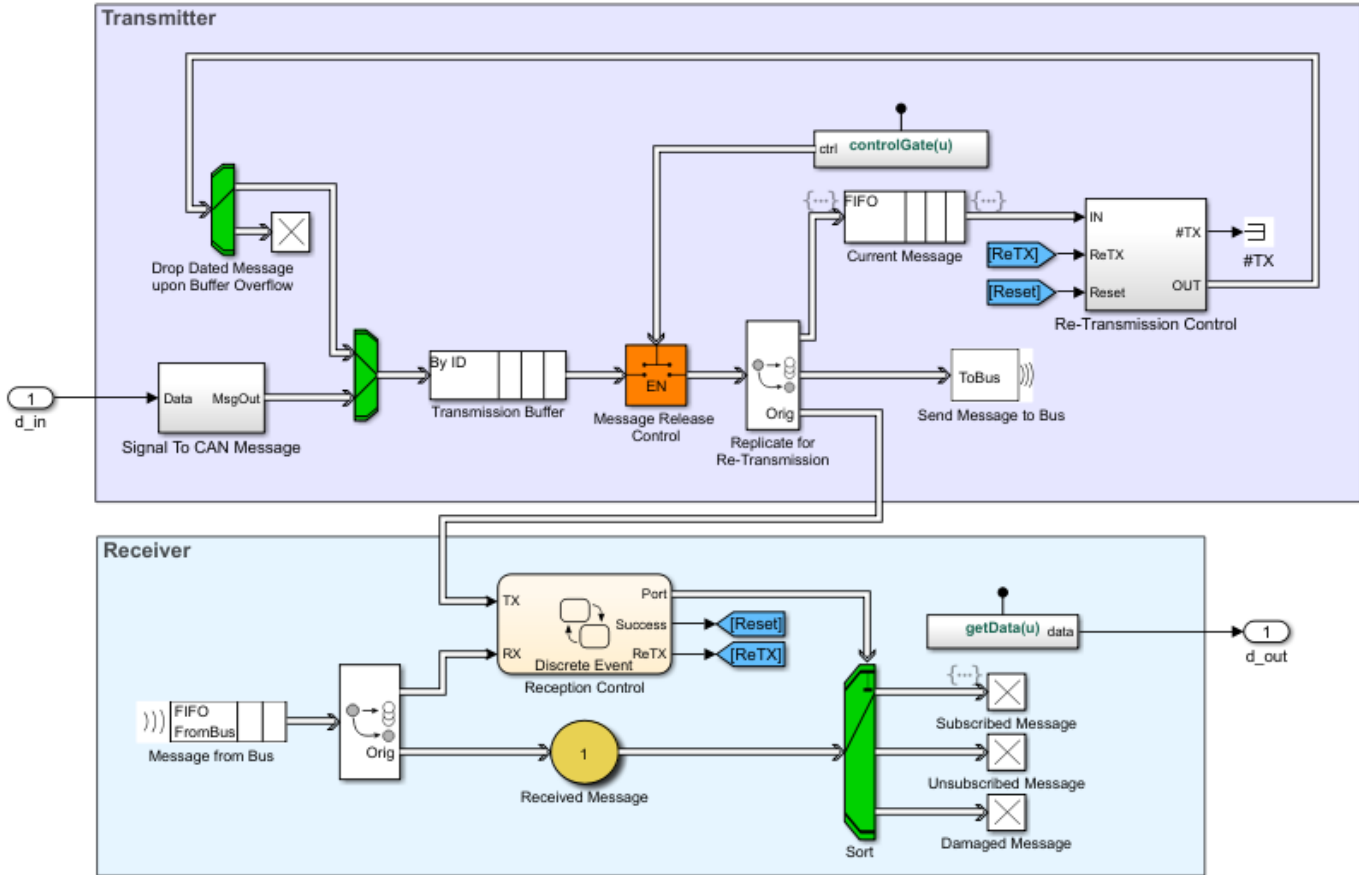 Transmitter
ctrl
controlGate(u)
FIFO
Current Message
IN
ReTX
Reset
#TX
OUT
Re-Transmission Control
#TX
[ReTX]
[Reset]
Drop Dated Message
upon Buffer Overflow
1
d_in
Data
MsgOut
Signal To CAN Message
By ID
Transmission Buffer
EN
Message Release
Control
Orig
Replicate for
Re-Transmission
ToBus
Send Message to Bus
Receiver
TX
RX
Port
Success
ReTX
Discrete Event
Reception Control
[Reset]
[ReTX]
getData(u)
data
1
d_out
FIFO
FromBus
Message from Bus
Orig
1
Received Message
Sort
{...}
{...}
{...}
Subscribed Message
Unsubscribed Message
Damaged Message